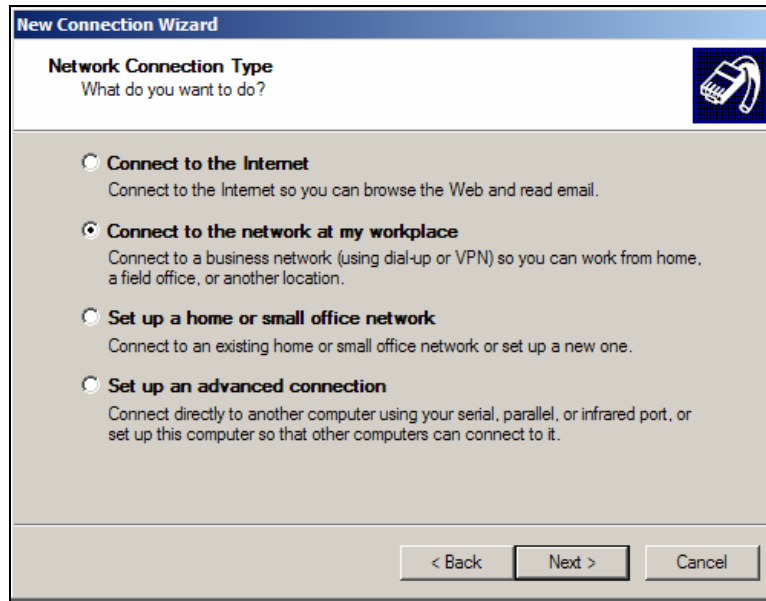 New Connection Wizard
Network Connection Type
What do you want to do?
Connect to the Internet
Connect to the Internet so you can browse the Web and read email.
Connect to the network at my workplace
Connect to a business network (using dial-up or VPN) so you can work from home,
a field office, or another location.
Set up a home or small office network
Connect to an existing home or small office network or set up a new one.
Set up an advanced connection
Connect directly to another computer using your serial, parallel, or infrared port, or
set up this computer so that other computers can connect to it.
< Back Next > Cancel